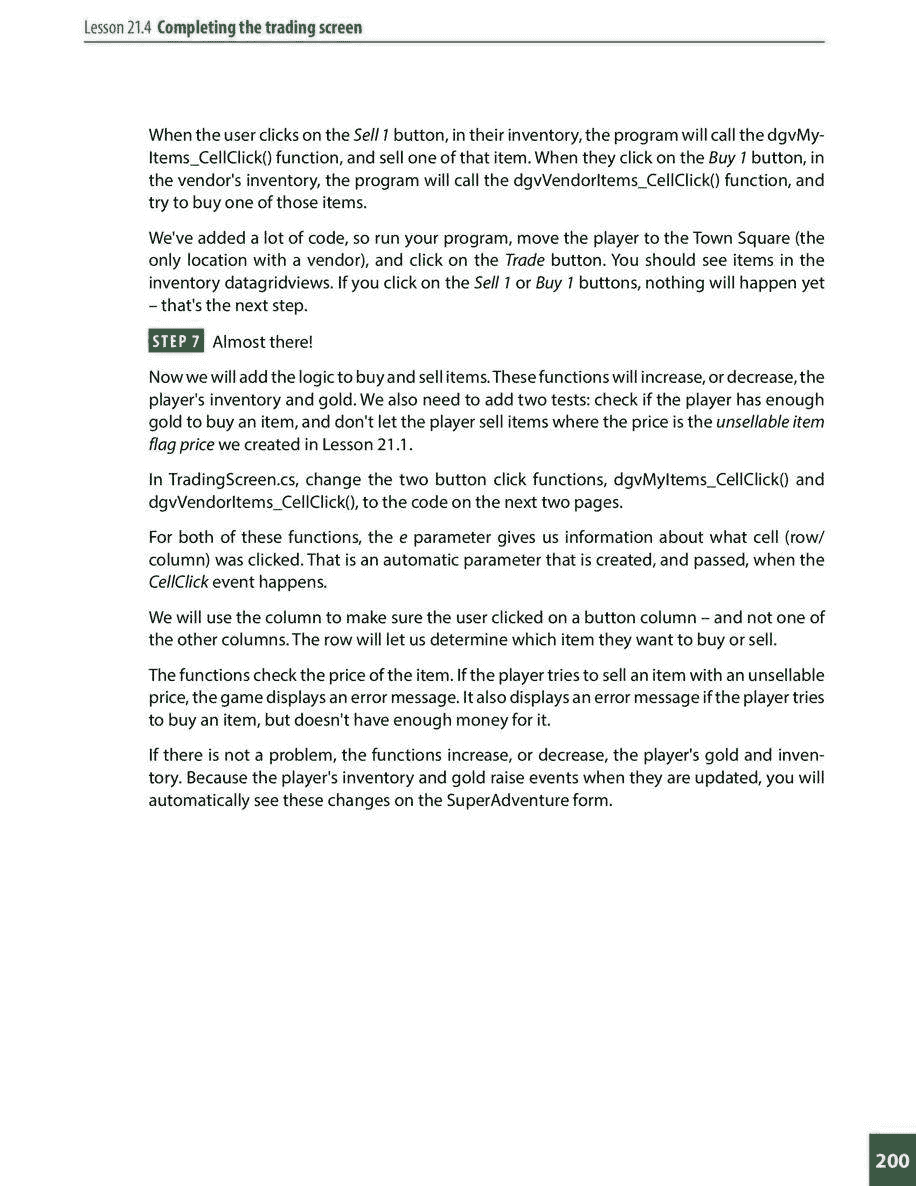 Lesson 21.4 Completing the trading screen
When the user clicks on the Sell 1 button, in their inventory, the program will call the dgvMy-
Items_CellClick() function, and sell one of that item. When they click on the Buy 1 button, in
the vendor's inventory, the program will call the dgvVendorItems_CellClick() function, and
try to buy one of those items.
We've added a lot of code, so run your program, move the player to the Town Square (the
only location with a vendor), and click on the Trade button. You should see items in the
inventory datagridviews. If you click on the Sell 1 or Buy 1 buttons, nothing will happen yet
– that's the next step.
STEP 7 Almost there!
Now we will add the logic to buy and sell items. These functions will increase, or decrease, the
player's inventory and gold. We also need to add two tests: check if the player has enough
gold to buy an item, and don't let the player sell items where the price is the unsellable item
flag price we created in Lesson 21.1.
In TradingScreen.cs, change the two button click functions, dgvMyItems_CellClick() and
dgvVendorItems_CellClick(), to the code on the next two pages.
For both of these functions, the e parameter gives us information about what cell (row/
column) was clicked. That is an automatic parameter that is created, and passed, when the
CellClick event happens.
We will use the column to make sure the user clicked on a button column – and not one of
the other columns. The row will let us determine which item they want to buy or sell.
The functions check the price of the item. If the player tries to sell an item with an unsellable
price, the game displays an error message. It also displays an error message if the player tries
to buy an item, but doesn't have enough money for it.
If there is not a problem, the functions increase, or decrease, the player's gold and inven-
tory. Because the player's inventory and gold raise events when they are updated, you will
automatically see these changes on the SuperAdventure form.
200